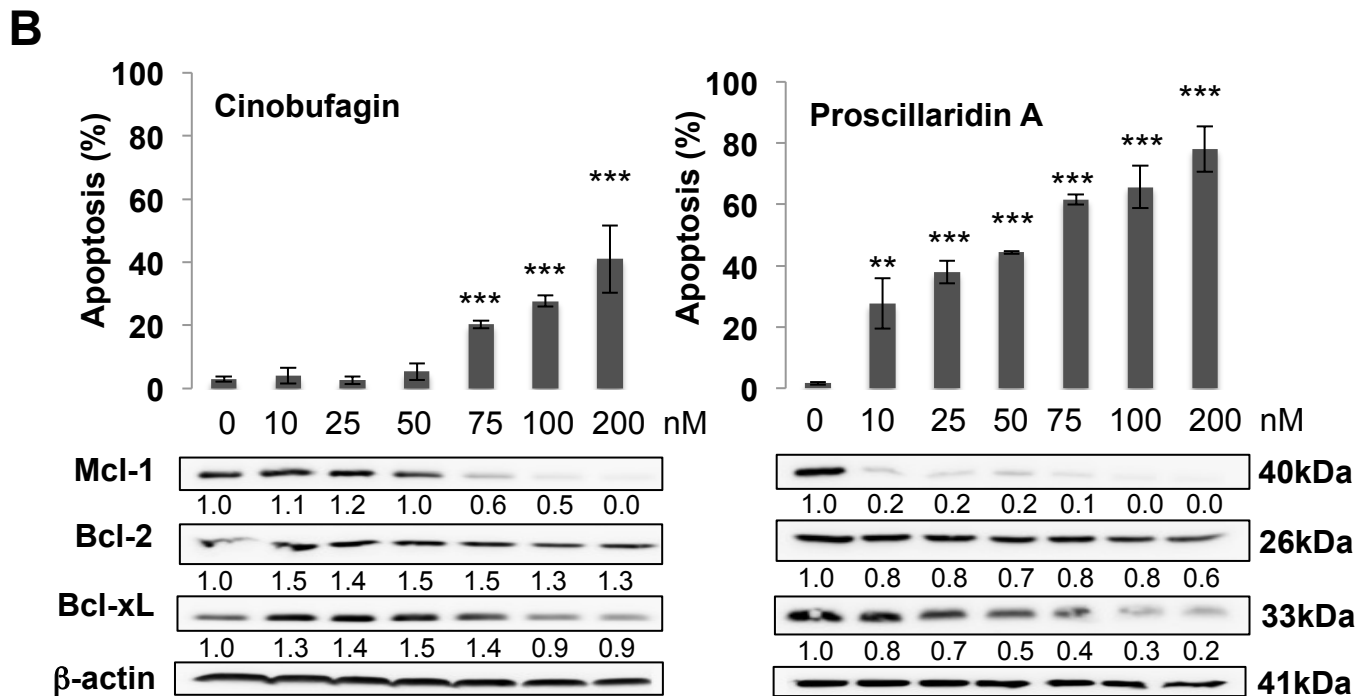 B
Cinobufagin
Apoptosis (%)
100
80
60
40
20
0
***
***
***
0 10 25 50 75 100 200 nM
Proscillaridin A
Apoptosis (%)
100
80
60
40
20
0
**
***
***
***
***
***
0 10 25 50 75 100 200 nM
Mcl-1
1.0 1.1 1.2 1.0 0.6 0.5 0.0
Bcl-2
1.0 1.5 1.4 1.5 1.5 1.3 1.3
Bcl-xL
1.0 1.3 1.4 1.5 1.4 0.9 0.9
β-actin
40kDa
1.0 0.2 0.2 0.2 0.1 0.0 0.0
26kDa
1.0 0.8 0.8 0.7 0.8 0.8 0.6
33kDa
1.0 0.8 0.7 0.5 0.4 0.3 0.2
41kDa